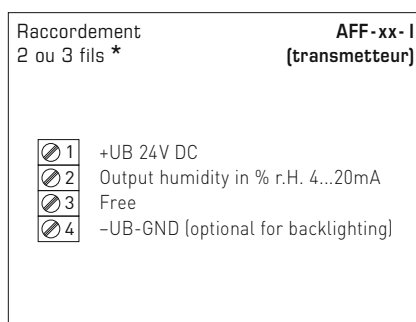 Raccordement
2 ou 3 fils *
AFF-xx-I
(transmetteur)
1 +UB 24V DC
2 Output humidity in % r.H. 4...20mA
3 Free
4 –UB-GND (optional for backlighting)